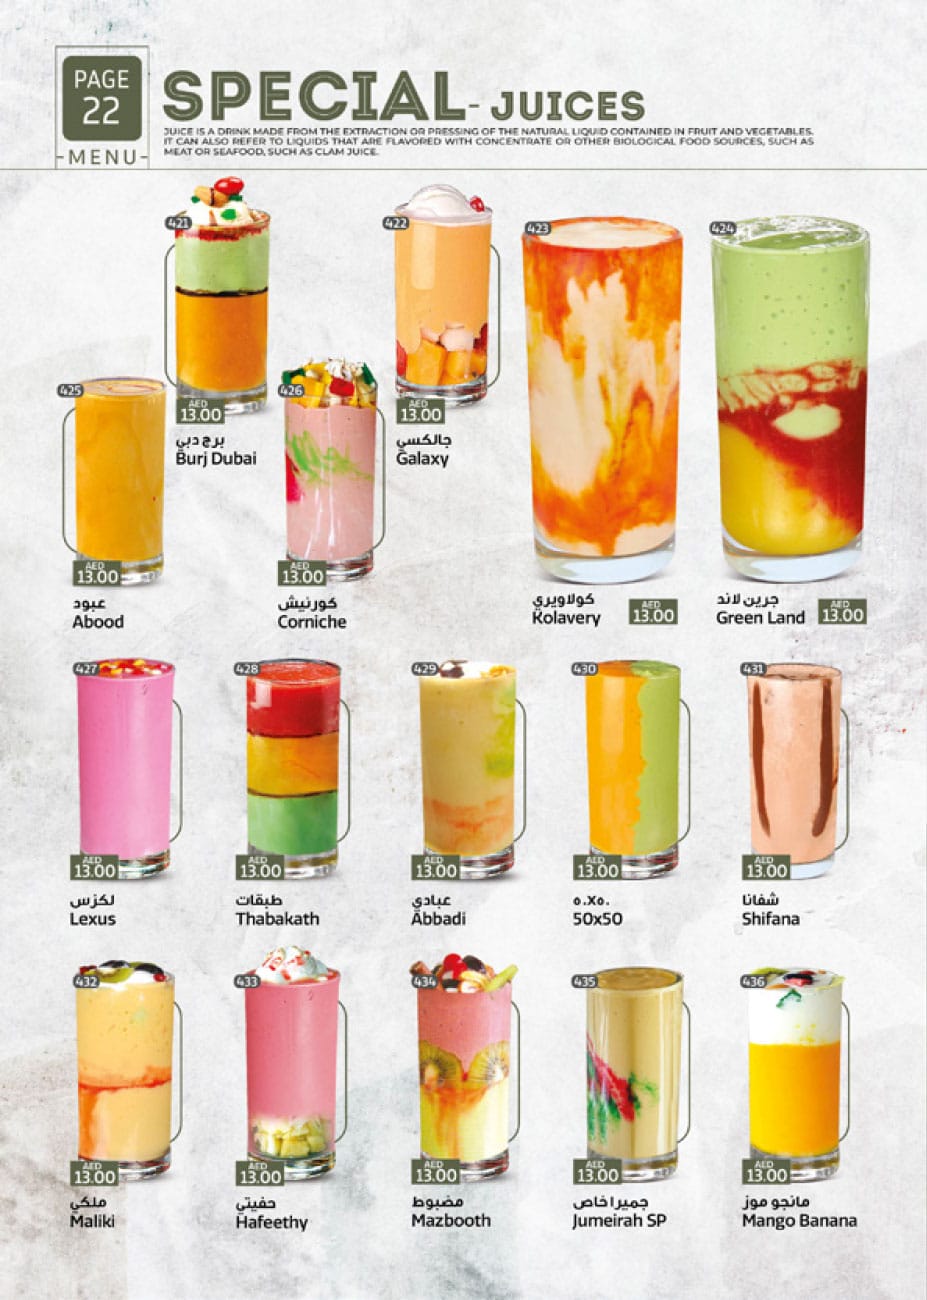 PAGE
22
-MENU-
SPECIAL- JUICES
JUICE IS A DRINK MADE FROM THE EXTRACTION OR PRESSING OF THE NATURAL LIQUID CONTAINED IN FRUIT AND VEGETABLES.
IT CAN ALSO REFER TO LIQUIDS THAT ARE FLAVORED WITH CONCENTRATE OR OTHER BIOLOGICAL FOOD SOURCES, SUCH AS
MEAT OR SEAFOOD, SUCH AS CLAM JUICE.
421
AED
13.00
برج دبي
Burj Dubai
422
AED
13.00
جالكسي
Galaxy
423
كولاويري
Kolavery
AED
13.00
424
جرين لاند
Green Land
AED
13.00
425
AED
13.00
عبود
Abood
426
AED
13.00
كورنيش
Corniche
427
AED
13.00
لكزس
Lexus
428
AED
13.00
طبقات
Thabakath
429
AED
13.00
عبادي
Abbadi
430
AED
13.00
٥٠x٥٠
50x50
431
AED
13.00
شفانا
Shifana
432
AED
13.00
ملكي
Maliki
433
AED
13.00
حفيتي
Hafeethy
434
AED
13.00
مضبوط
Mazbooth
435
AED
13.00
جميرا خاص
Jumeirah SP
436
AED
13.00
مانجو موز
Mango Banana